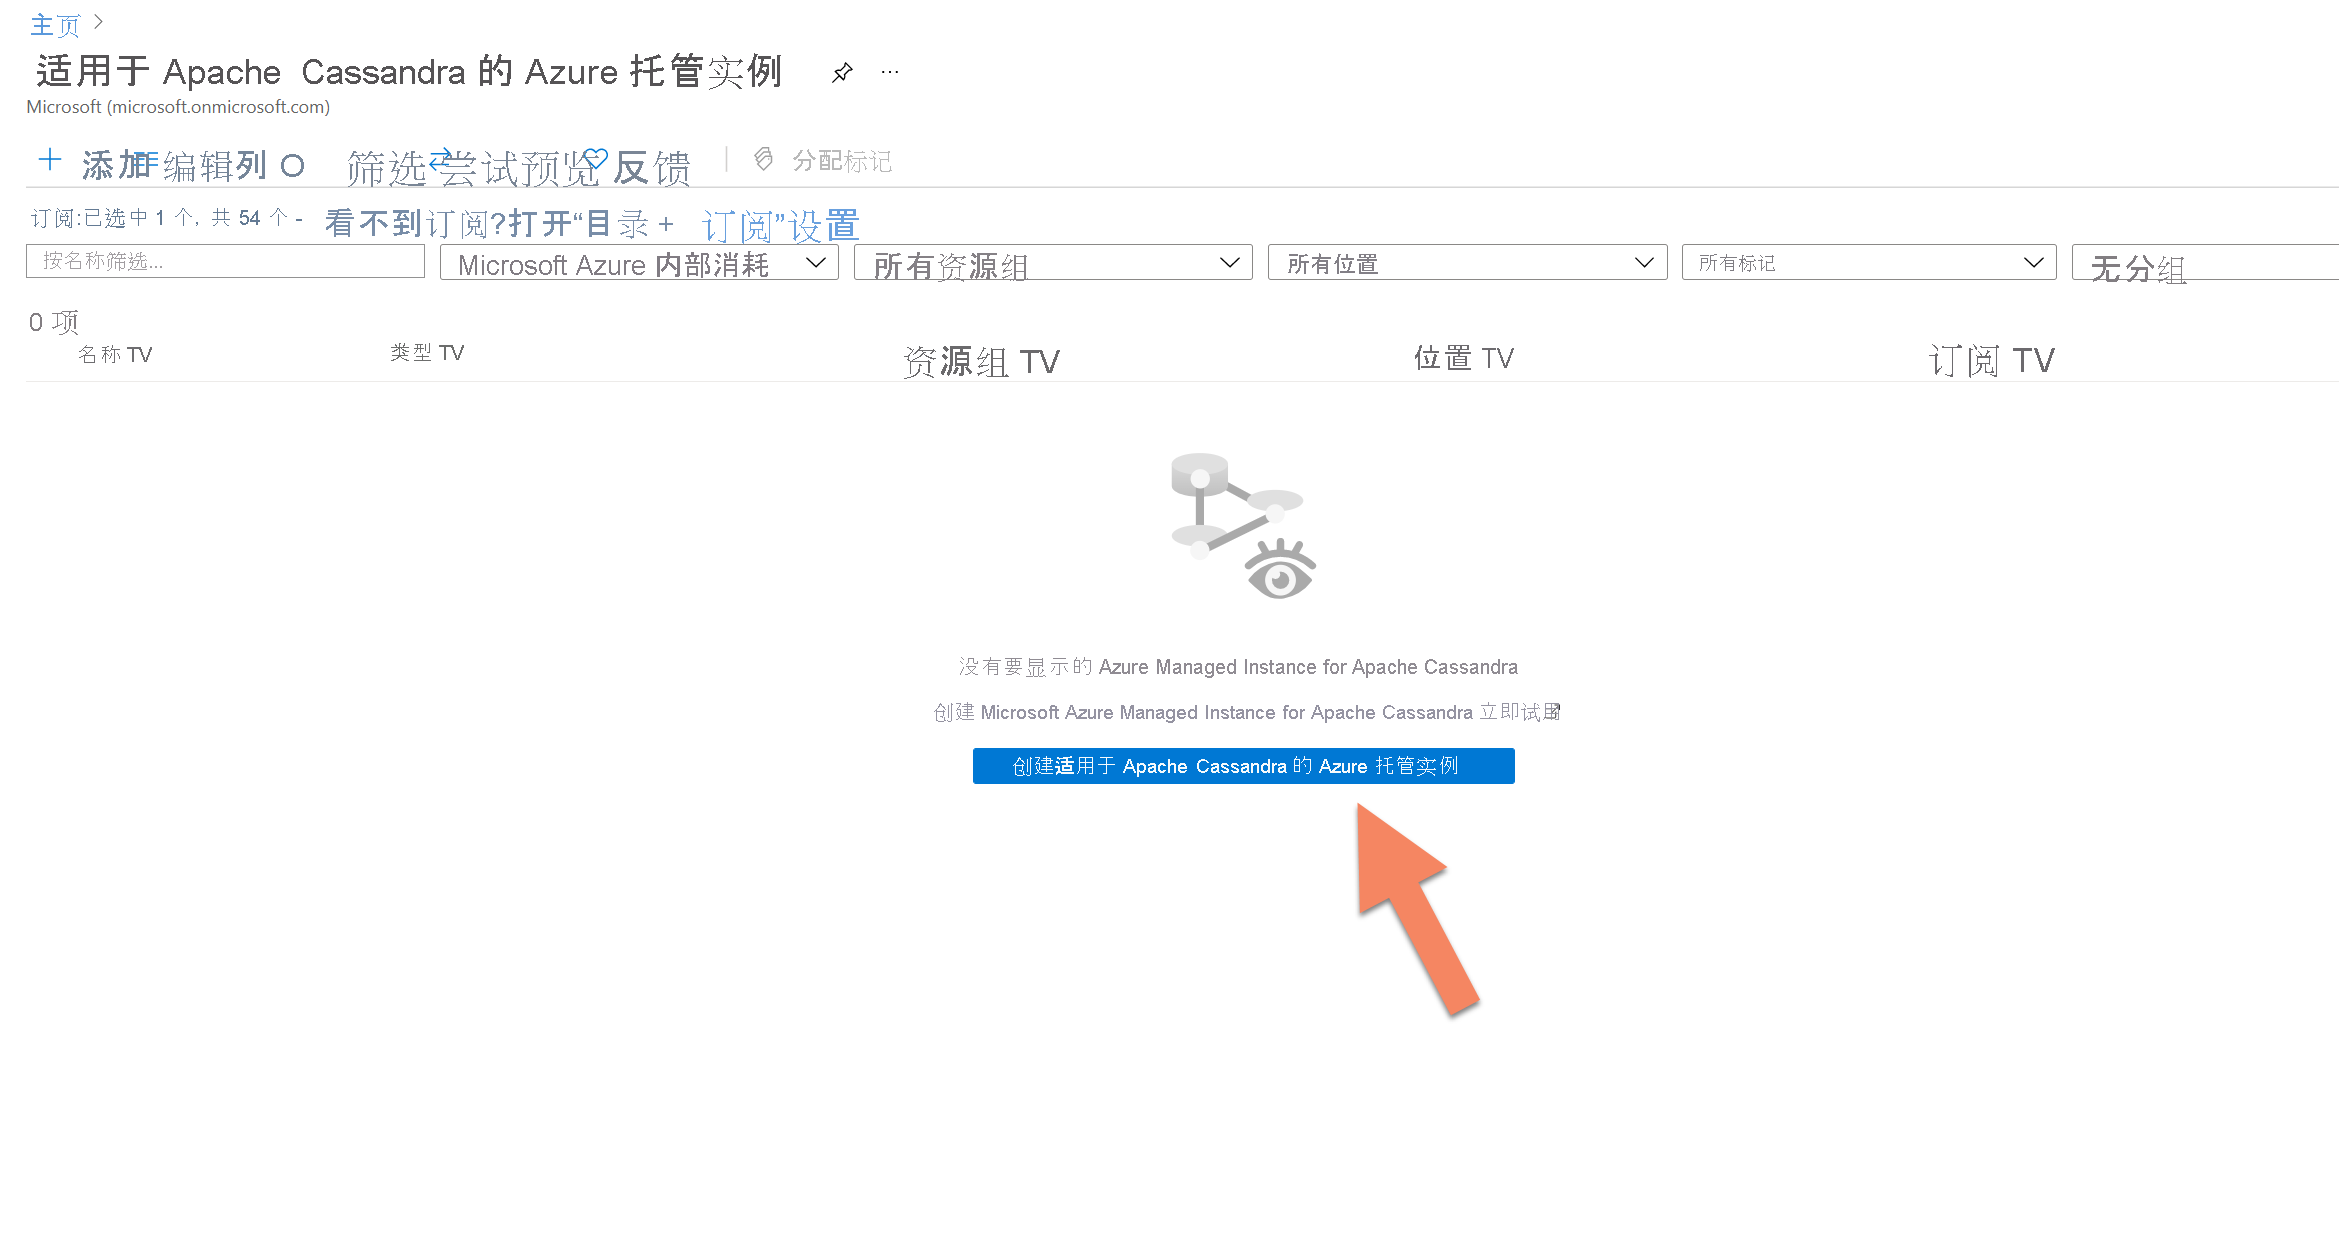 主页
适用于 Apache Cassandra 的 Azure 托管实例 ...
Microsoft (microsoft.onmicrosoft.com)
+ 添加 编辑列 O 筛选 尝试预览 反馈 分配标记
订阅:已选中 1 个, 共 54 个 - 看不到订阅?打开“目录 + 订阅”设置
按名称筛选... Microsoft Azure 内部消耗 所有资源组 所有位置 所有标记 无分组
0 项
名称 TV 类型 TV 资源组 TV 位置 TV 订阅 TV
没有要显示的 Azure Managed Instance for Apache Cassandra
创建 Microsoft Azure Managed Instance for Apache Cassandra 立即试用
创建适用于 Apache Cassandra 的 Azure 托管实例